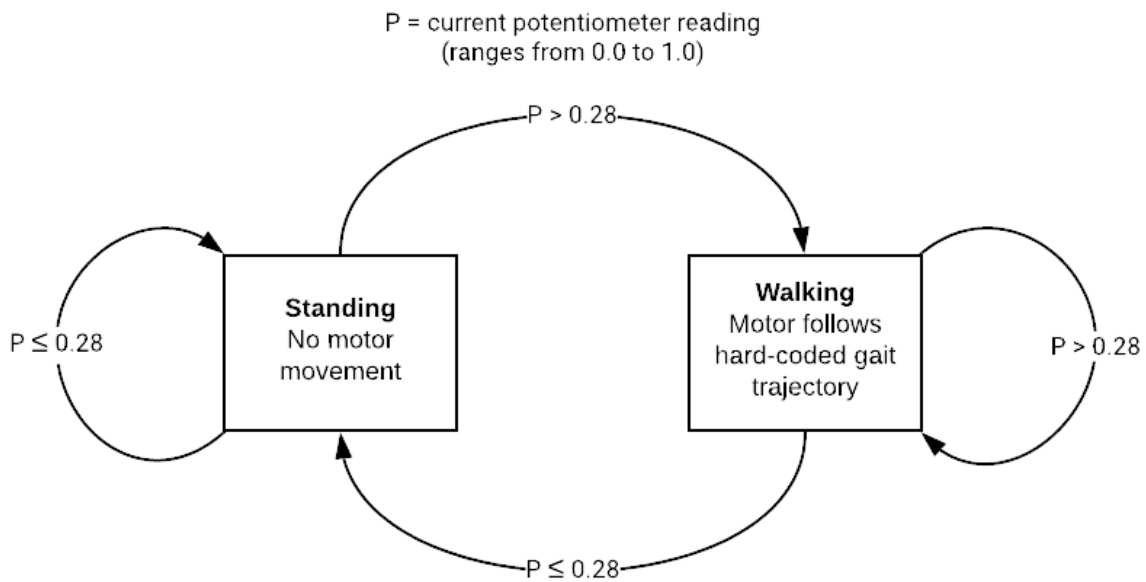 P = current potentiometer reading
(ranges from 0.0 to 1.0)
P > 0.28
Standing
No motor
movement
Walking
Motor follows
hard-coded gait
trajectory
P ≤ 0.28
P > 0.28
P ≤ 0.28